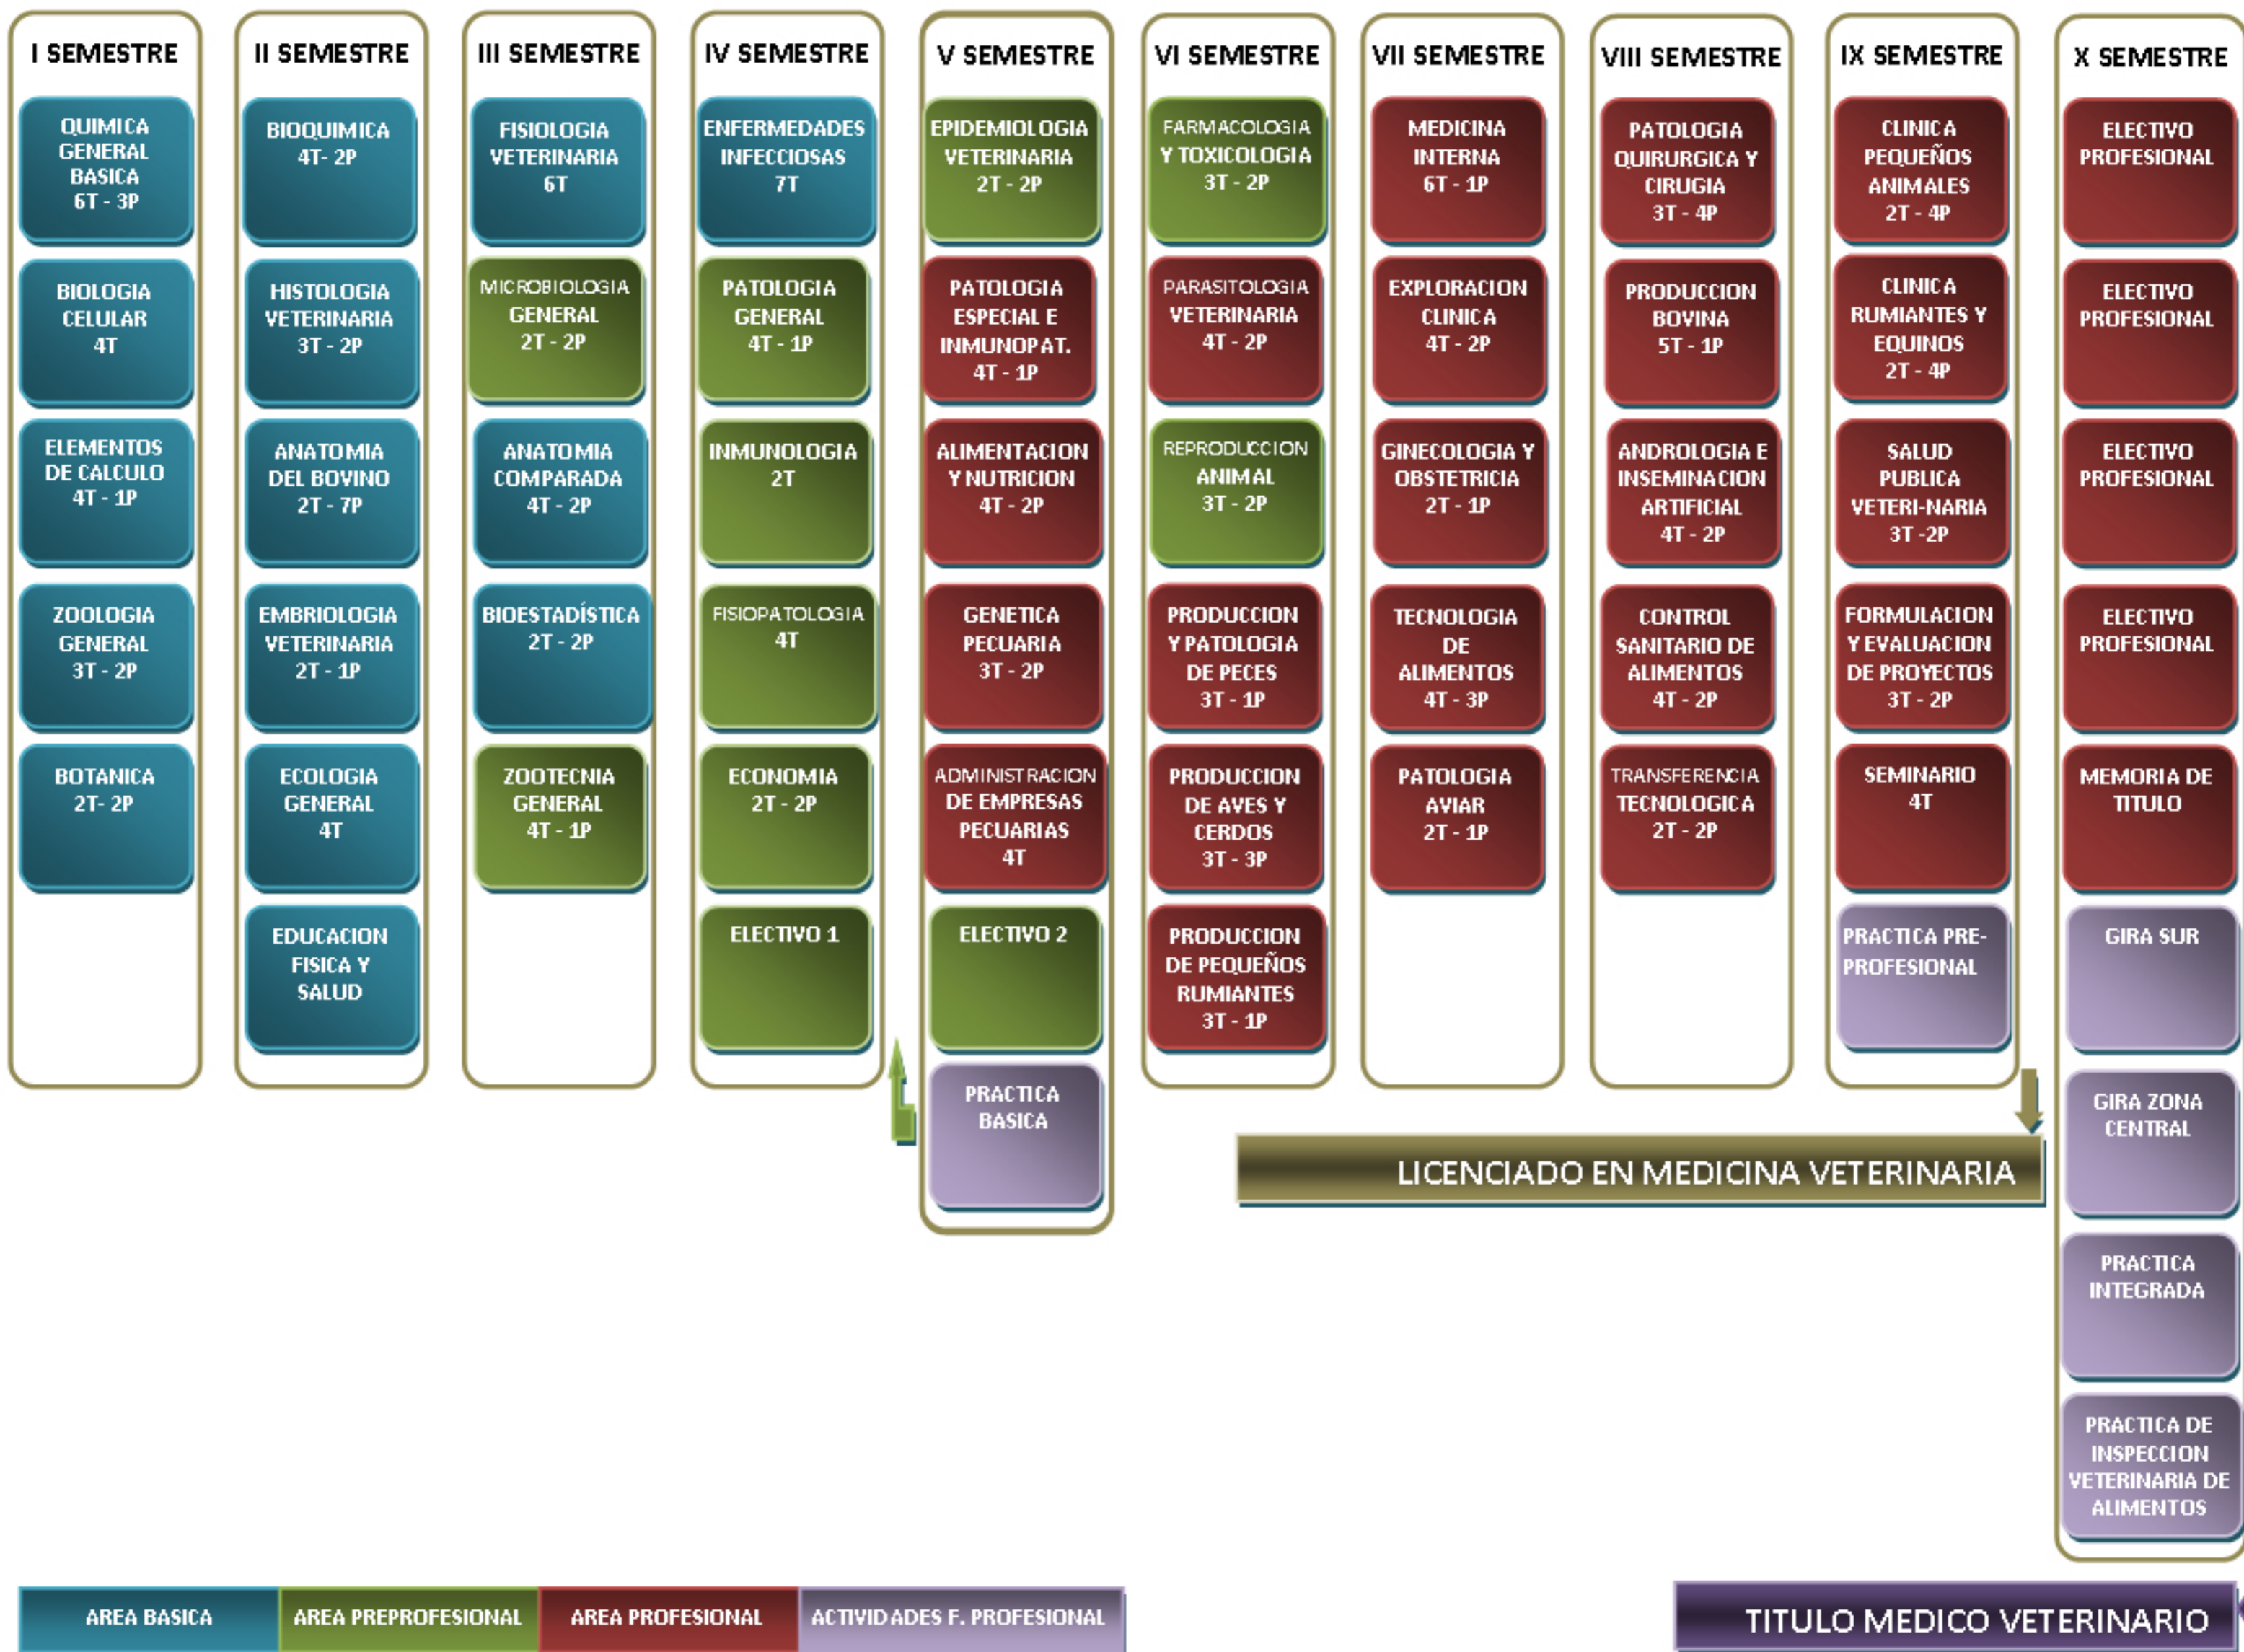 I SEMESTRE
QUIMICA
GENERAL
BASICA
6T - 3P
BIOLOGIA
CELULAR
4T
ELEMENTOS
DE CALCULO
4T - 1P
ZOOLOGIA
GENERAL
3T - 2P
BOTANICA
2T- 2P
II SEMESTRE
BIOQUIMICA
4T- 2P
HISTOLOGIA
VETERINARIA
3T - 2P
ANATOMIA
DEL BOVINO
2T - 7P
EMBRIOLOGIA
VETERINARIA
2T - 1P
ECOLOGIA
GENERAL
4T
EDUCACION
FISICA Y
SALUD
III SEMESTRE
FISIOLOGIA
VETERINARIA
6T
MICROBIOLOGIA
GENERAL
2T - 2P
ANATOMIA
COMPARADA
4T - 2P
BIOESTADÍSTICA
2T - 2P
ZOOTECNIA
GENERAL
4T - 1P
IV SEMESTRE
ENFERMEDADES
INFECCIOSAS
7T
PATOLOGIA
GENERAL
4T - 1P
INMUNOLOGIA
2T
FISIOPATOLOGIA
4T
ECONOMIA
2T - 2P
ELECTIVO 1
V SEMESTRE
EPIDEMIOLOGIA
VETERINARIA
2T - 2P
PATOLOGIA
ESPECIAL E
INMUNOPAT.
4T - 1P
ALIMENTACION
Y NUTRICION
4T - 2P
GENETICA
PECUARIA
3T - 2P
ADMINISTRACION
DE EMPRESAS
PECUARIAS
4T
ELECTIVO 2
PRACTICA
BASICA
VI SEMESTRE
FARMACOLOGIA
Y TOXICOLOGIA
3T - 2P
PARASITOLOGIA
VETERINARIA
4T - 2P
REPRODUCCION
ANIMAL
3T - 2P
PRODUCCION
Y PATOLOGIA
DE PECES
3T - 1P
PRODUCCION
DE AVES Y
CERDOS
3T - 3P
PRODUCCION
DE PEQUEÑOS
RUMIANTES
3T - 1P
VII SEMESTRE
MEDICINA
INTERNA
6T - 1P
EXPLORACION
CLINICA
4T - 2P
GINECOLOGIA Y
OBSTETRICIA
2T - 1P
TECNOLOGIA
DE
ALIMENTOS
4T - 3P
PATOLOGIA
AVIAR
2T - 1P
VIII SEMESTRE
PATOLOGIA
QUIRURGICA Y
CIRUGIA
3T - 4P
PRODUCCION
BOVINA
5T - 1P
ANDROLOGIA E
INSEMINACION
ARTIFICIAL
4T - 2P
CONTROL
SANITARIO DE
ALIMENTOS
4T - 2P
TRANSFERENCIA
TECNOLOGICA
2T - 2P
IX SEMESTRE
CLINICA
PEQUEÑOS
ANIMALES
2T - 4P
CLINICA
RUMIANTES Y
EQUINOS
2T - 4P
SALUD
PUBLICA
VETERI-NARIA
3T -2P
FORMULACION
Y EVALUACION
DE PROYECTOS
3T - 2P
SEMINARIO
4T
PRACTICA PRE-
PROFESIONAL
X SEMESTRE
ELECTIVO
PROFESIONAL
ELECTIVO
PROFESIONAL
ELECTIVO
PROFESIONAL
ELECTIVO
PROFESIONAL
MEMORIA DE
TITULO
GIRA SUR
GIRA ZONA
CENTRAL
PRACTICA
INTEGRADA
PRACTICA DE
INSPECCION
VETERINARIA DE
ALIMENTOS
LICENCIADO EN MEDICINA VETERINARIA
AREA BASICA
AREA PREPROFESIONAL
AREA PROFESIONAL
ACTIVIDADES F. PROFESIONAL
TITULO MEDICO VETERINARIO